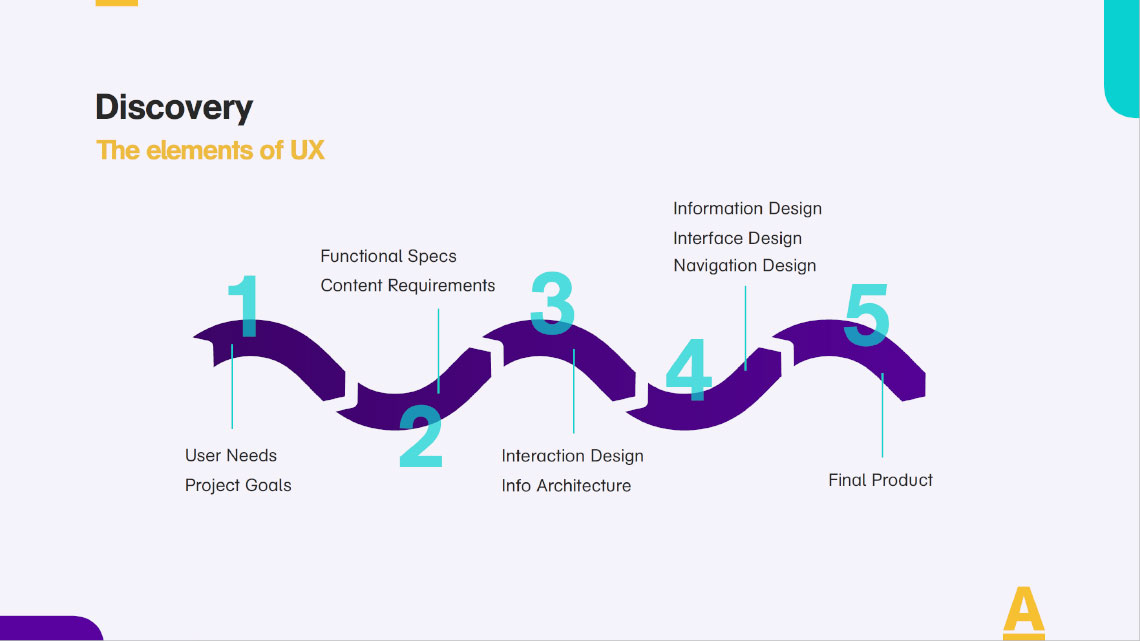 Discovery
The elements of UX
1
User Needs
Project Goals
Functional Specs
Content Requirements
2
3
Interaction Design
Info Architecture
Information Design
Interface Design
Navigation Design
4
5
Final Product
A